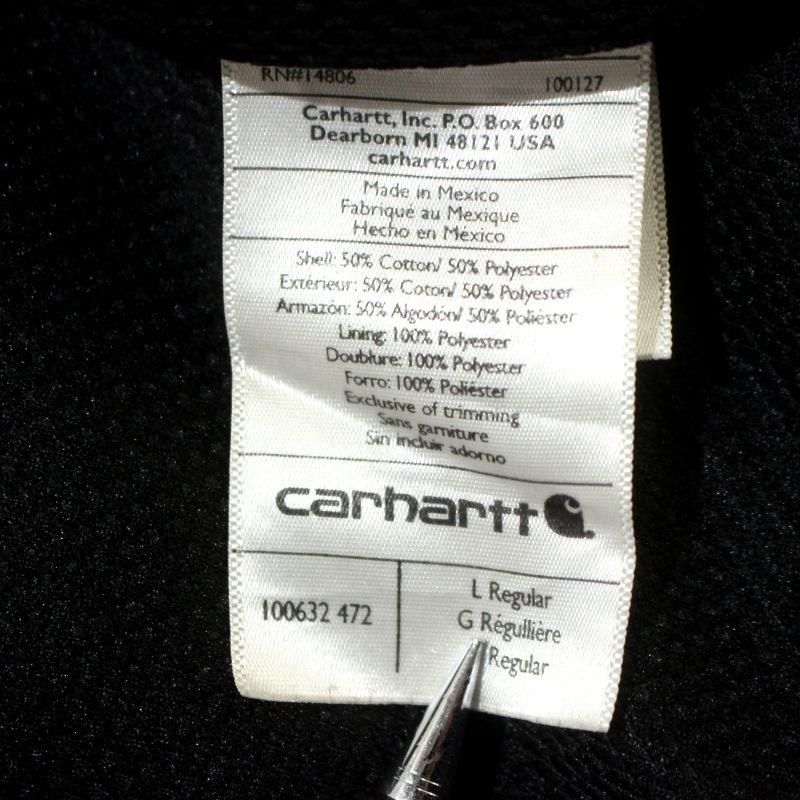 RN#14806 100127
Carhartt, Inc. P.O. Box 600
Dearborn MI 48121 USA
carhartt.com
Made in Mexico
Fabriqué au Mexique
Hecho en México
Shell: 50% Cotton/ 50% Polyester
Extérieur: 50% Coton/ 50% Polyester
Armazón: 50% Algodón/ 50% Poliéster
Lining: 100% Polyester
Doublure: 100% Polyester
Forro: 100% Poliéster
Exclusive of trimming
Sans garniture
Sin incluir adorno
carhartt
100632 472
L Regular
G Régullière
Regular